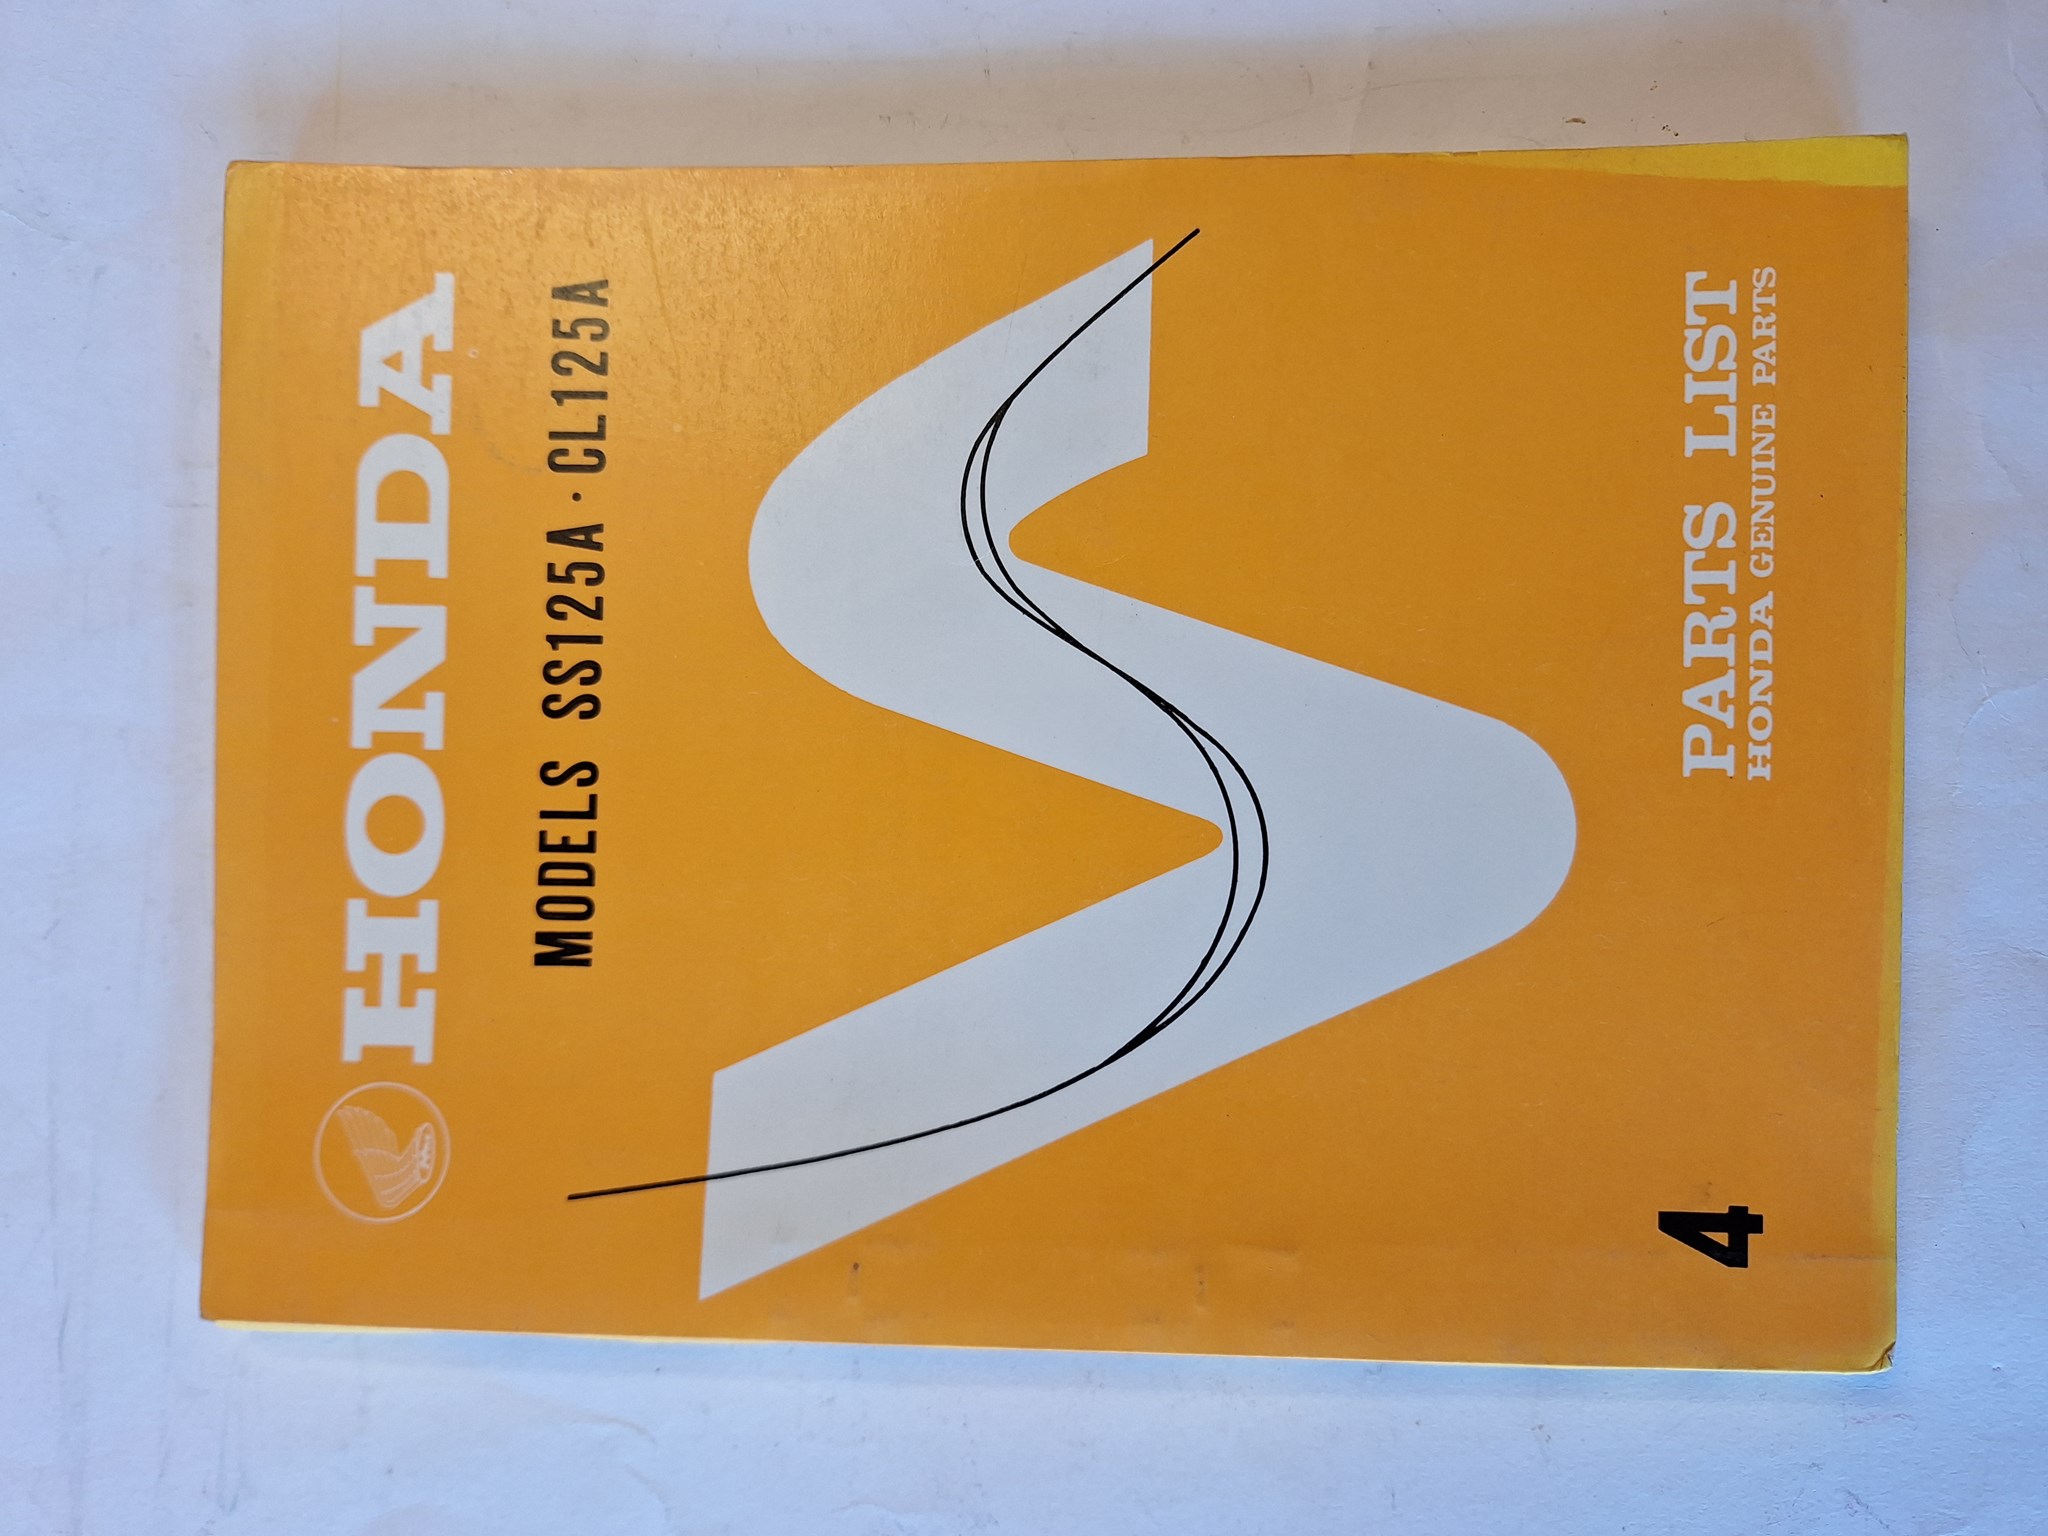 HONDA
MODELS SS125A · CL125A
4
PARTS LIST
HONDA GENUINE PARTS